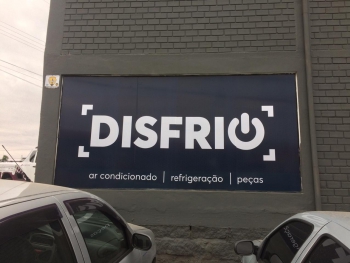 DISFRIO
ar condicionado | refrigeração | peças